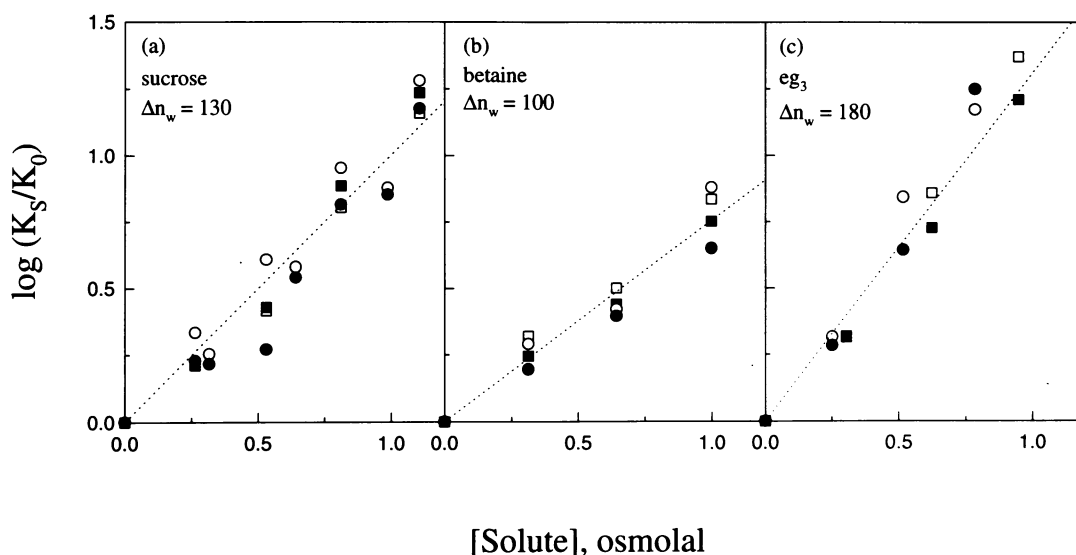 log (K_S/K_0)
1.5
1.0
0.5
0.0
(a)
sucrose
Δn_w = 130
(b)
betaine
Δn_w = 100
(c)
eg_3
Δn_w = 180
0.0 0.5 1.0 0.0 0.5 1.0 0.0 0.5 1.0
[Solute], osmolal